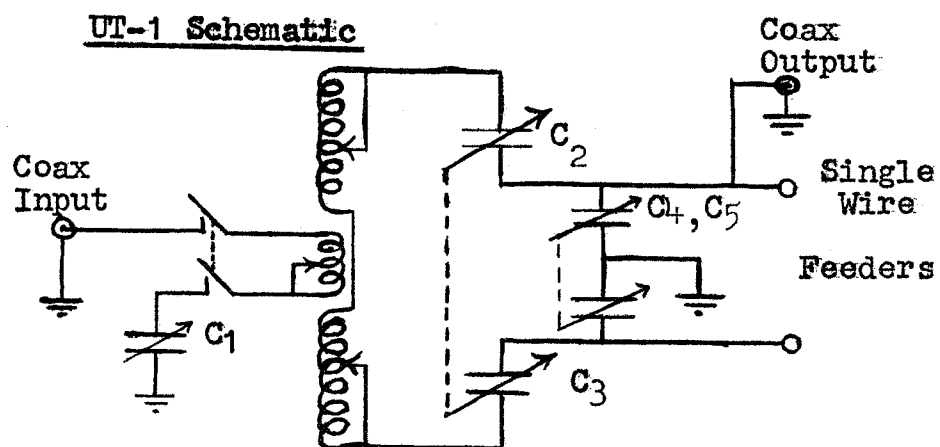 UT-1 Schematic
Coax
Output
C2
Coax
Input
Single
Wire
C4, C5
Feeders
C1
C3